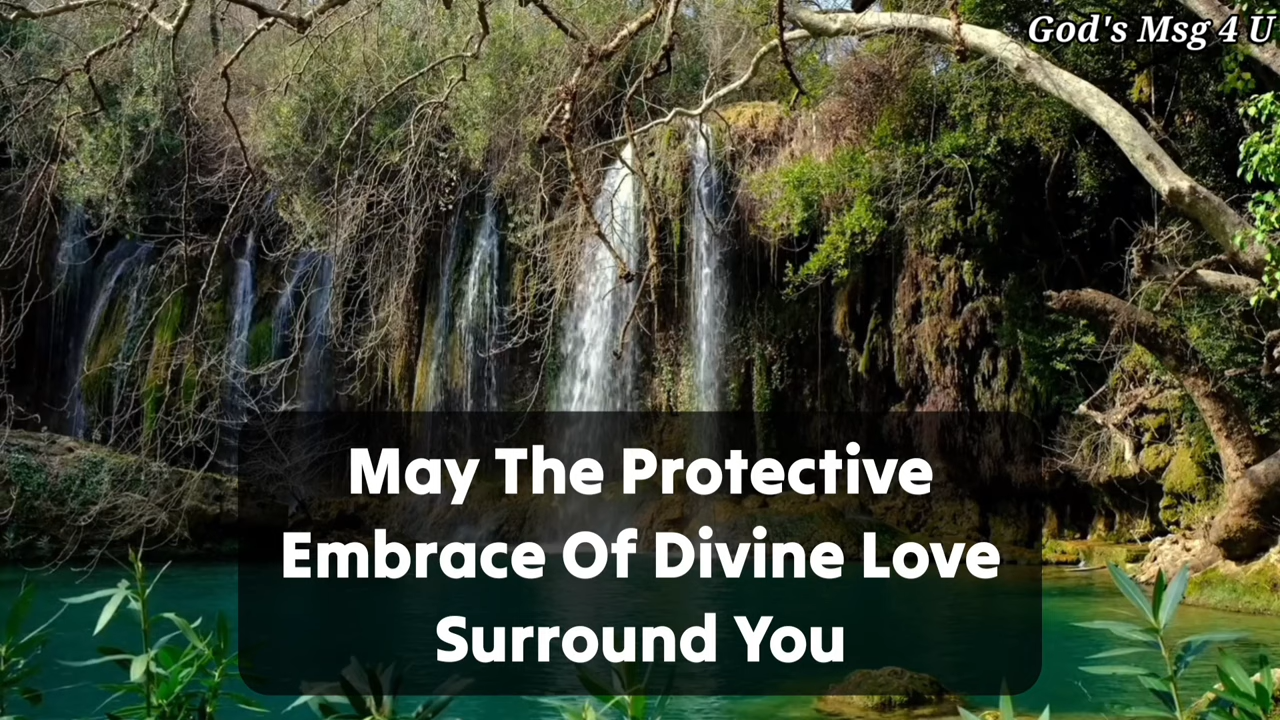 God's Msg 4 U
May The Protective
Embrace Of Divine Love
Surround You